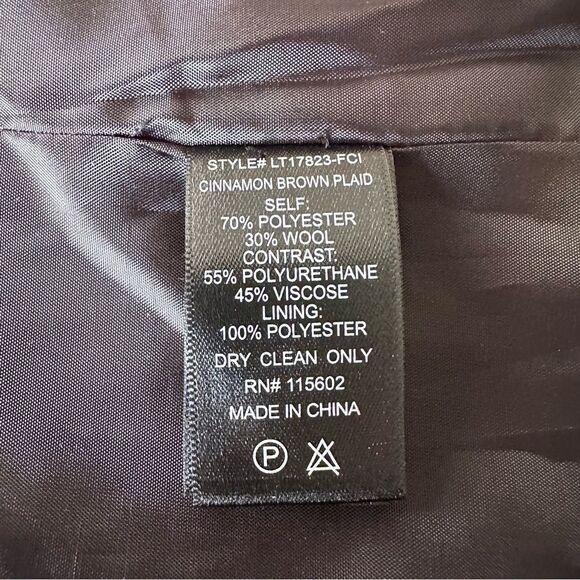 STYLE# LT17823-FCI
CINNAMON BROWN PLAID
SELF:
70% POLYESTER
30% WOOL
CONTRAST:
55% POLYURETHANE
45% VISCOSE
LINING:
100% POLYESTER
DRY CLEAN ONLY
RN# 115602
MADE IN CHINA
P